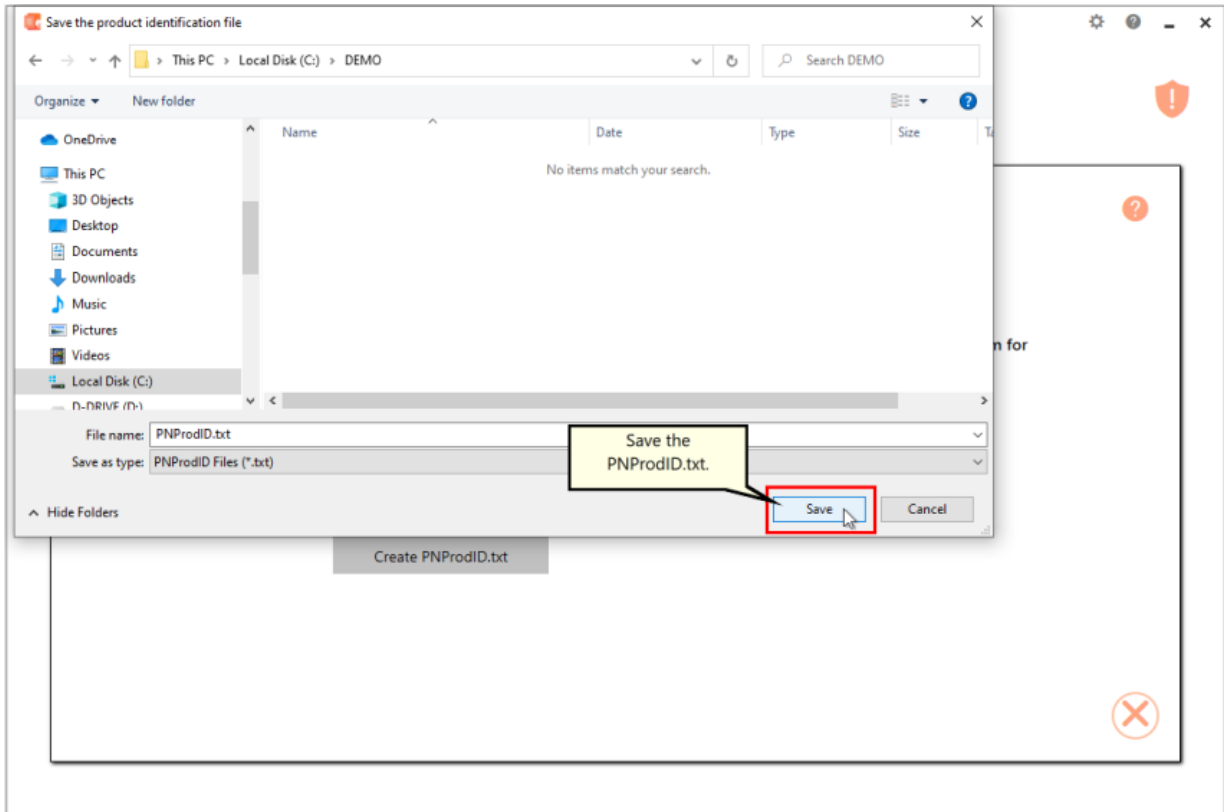 Save the product identification file
This PC > Local Disk (C:) > DEMO
Search DEMO
Organize
New folder
Name
Date
Type
Size
OneDrive
No items match your search.
This PC
3D Objects
Desktop
Documents
Downloads
Music
Pictures
Videos
m for
Local Disk (C:)
D-DRIVE (D:)
File name: PNProdID.txt
Save as type: PNProdID Files (*.txt)
Save the
PNProdID.txt.
Hide Folders
Save
Cancel
Create PNProdID.txt